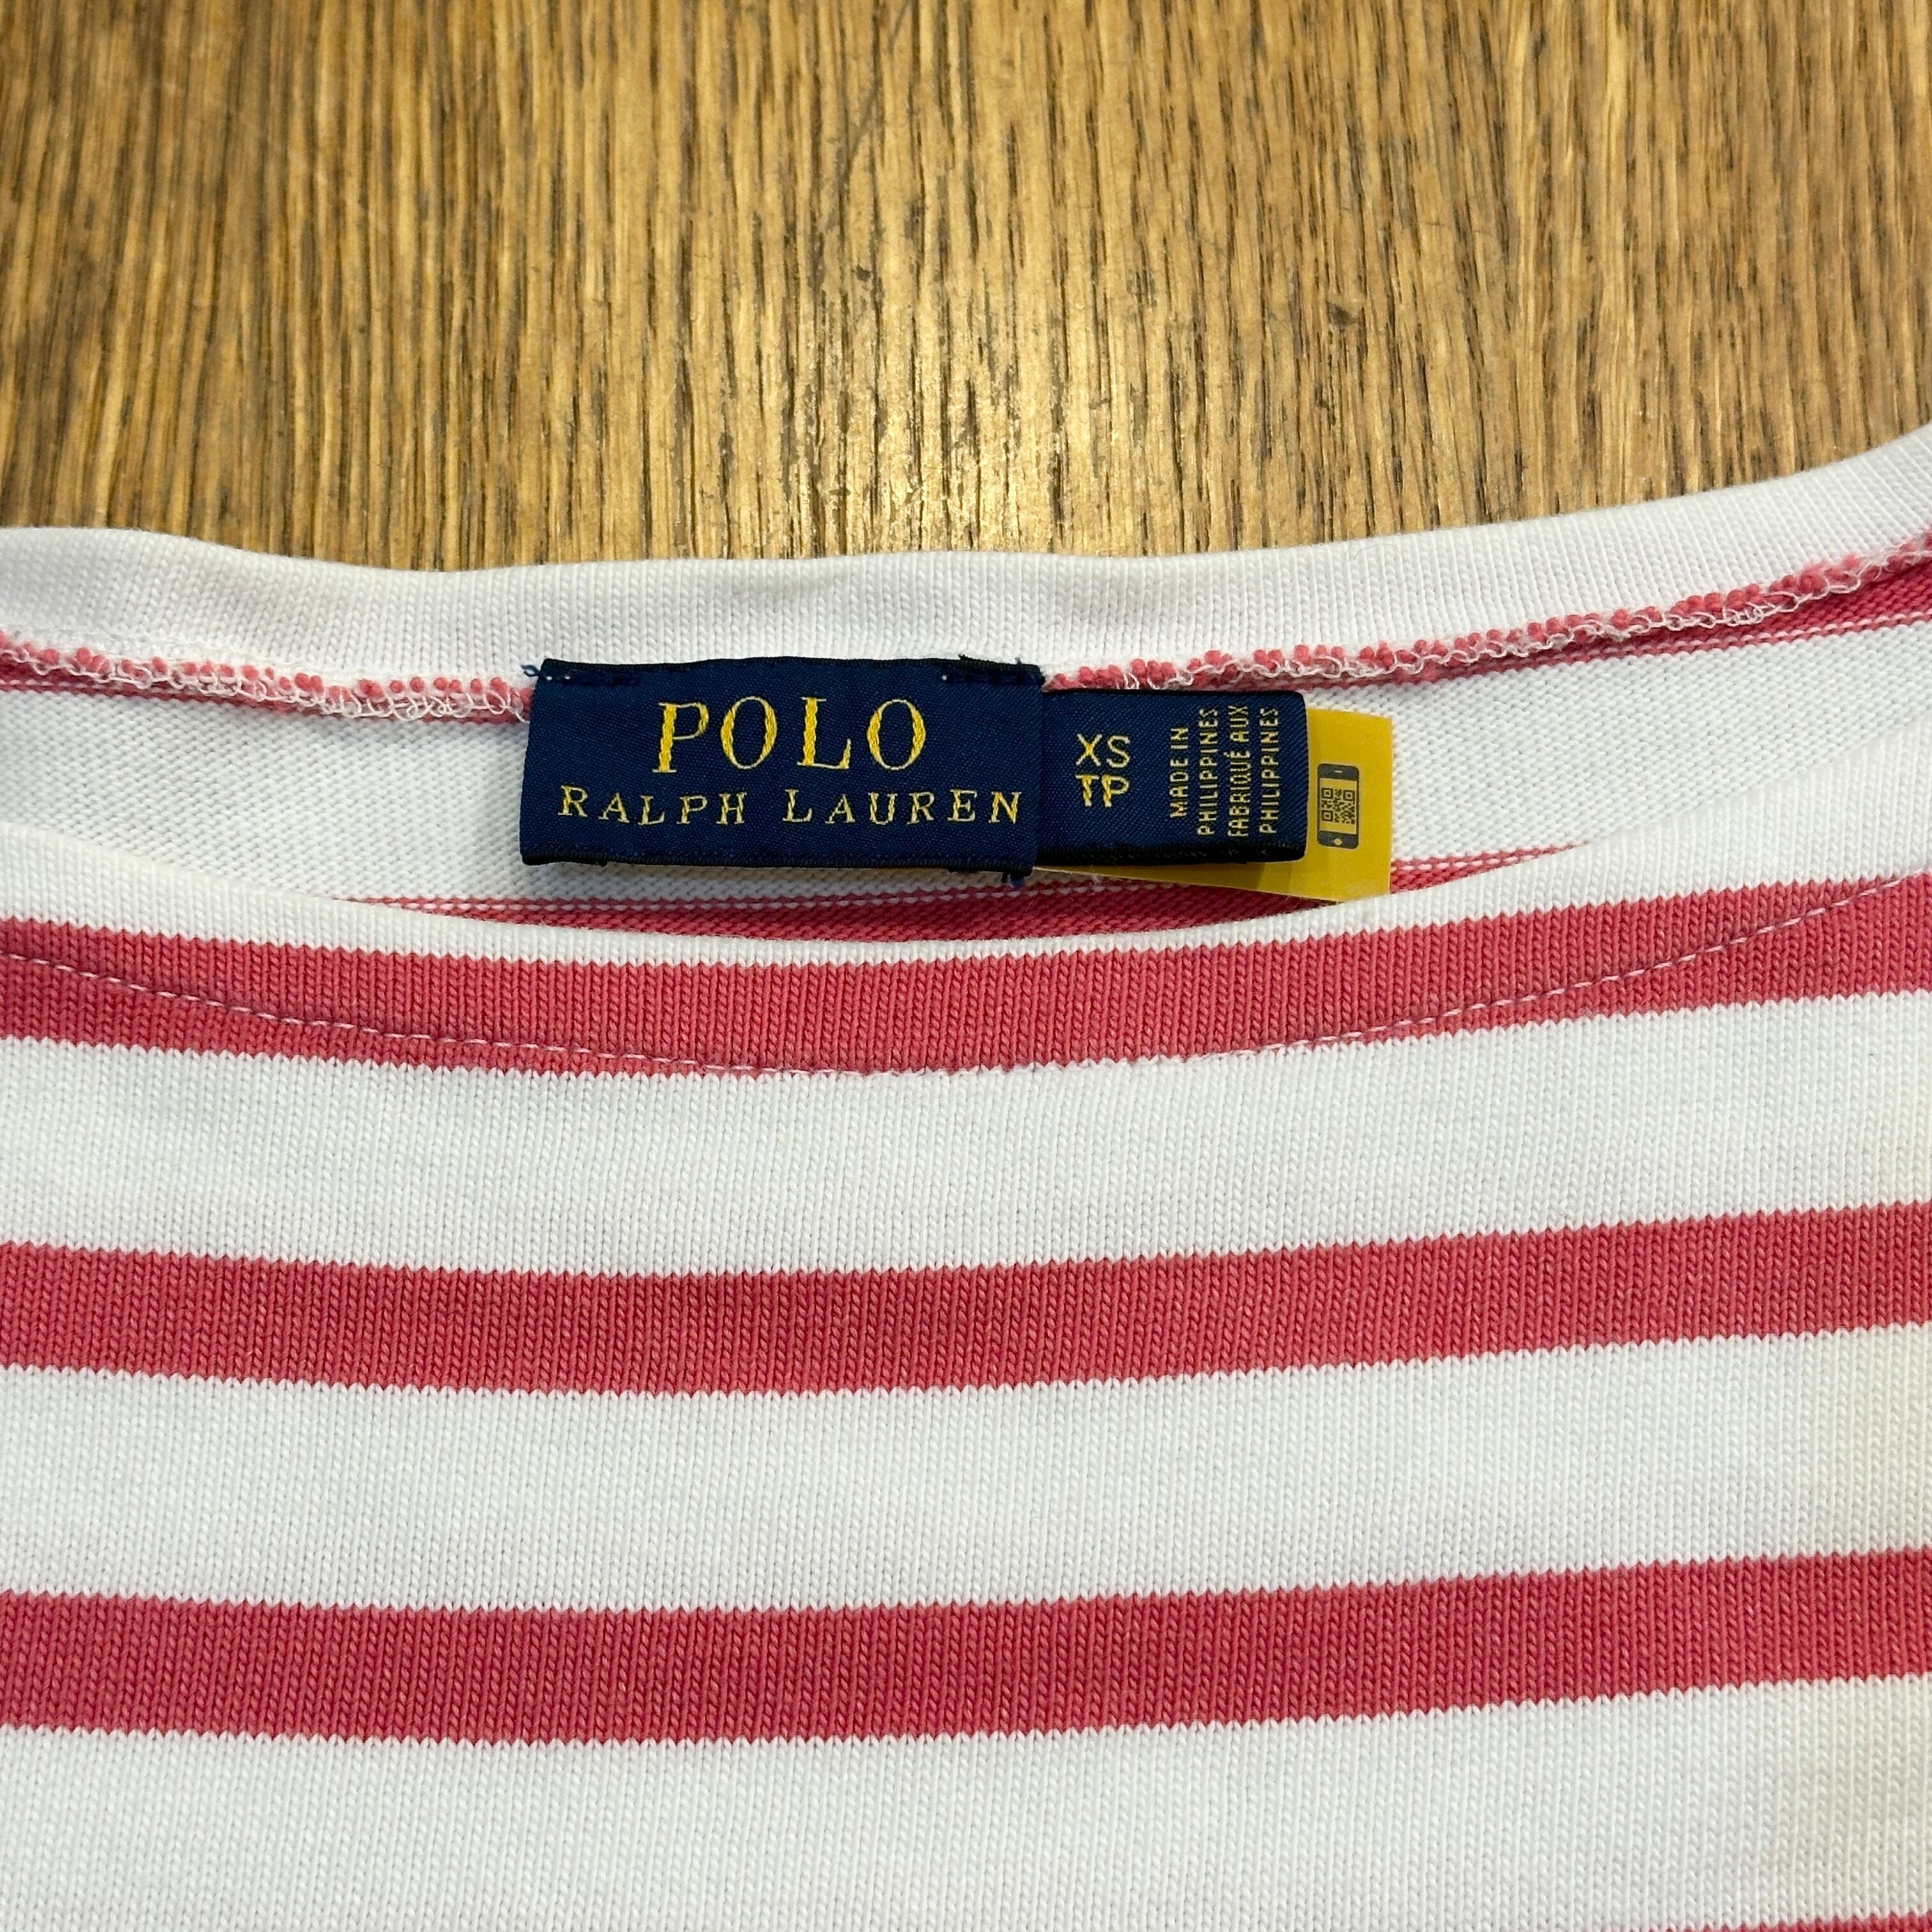 POLO
RALPH LAUREN
XS
TP
MADE IN
PHILIPPINES
FABRIQUÉ AUX
PHILIPPINES